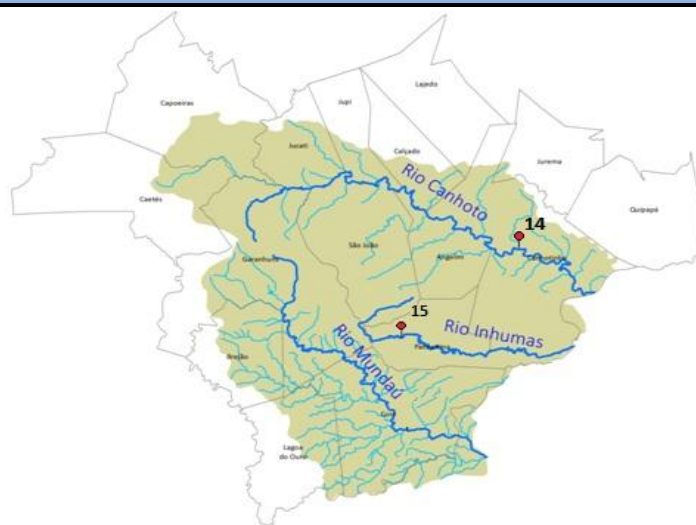 Lajedo
Capoeiras
Jupi
Jucati
Calçado
Jurema
Rio Canhoto
Caetés
Quipapá
14
São João
Garanhuns
Angelim
Canhotinho
15
Rio Inhumas
Rio Mundaú
Brejão
Lagoa
do Ouro